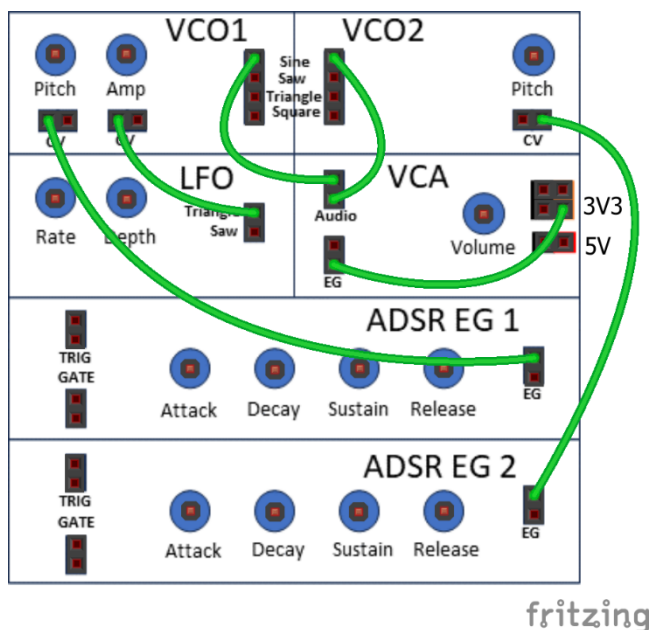 VCO1
VCO2
Pitch
Amp
Sine
Saw
Triangle
Square
Pitch
CV
CV
CV
LFO
VCA
Rate
Depth
Triangle
Saw
Audio
EG
Volume
3V3
5V
ADSR EG 1
TRIG
GATE
Attack
Decay
Sustain
Release
EG
ADSR EG 2
TRIG
GATE
Attack
Decay
Sustain
Release
EG
fritzing